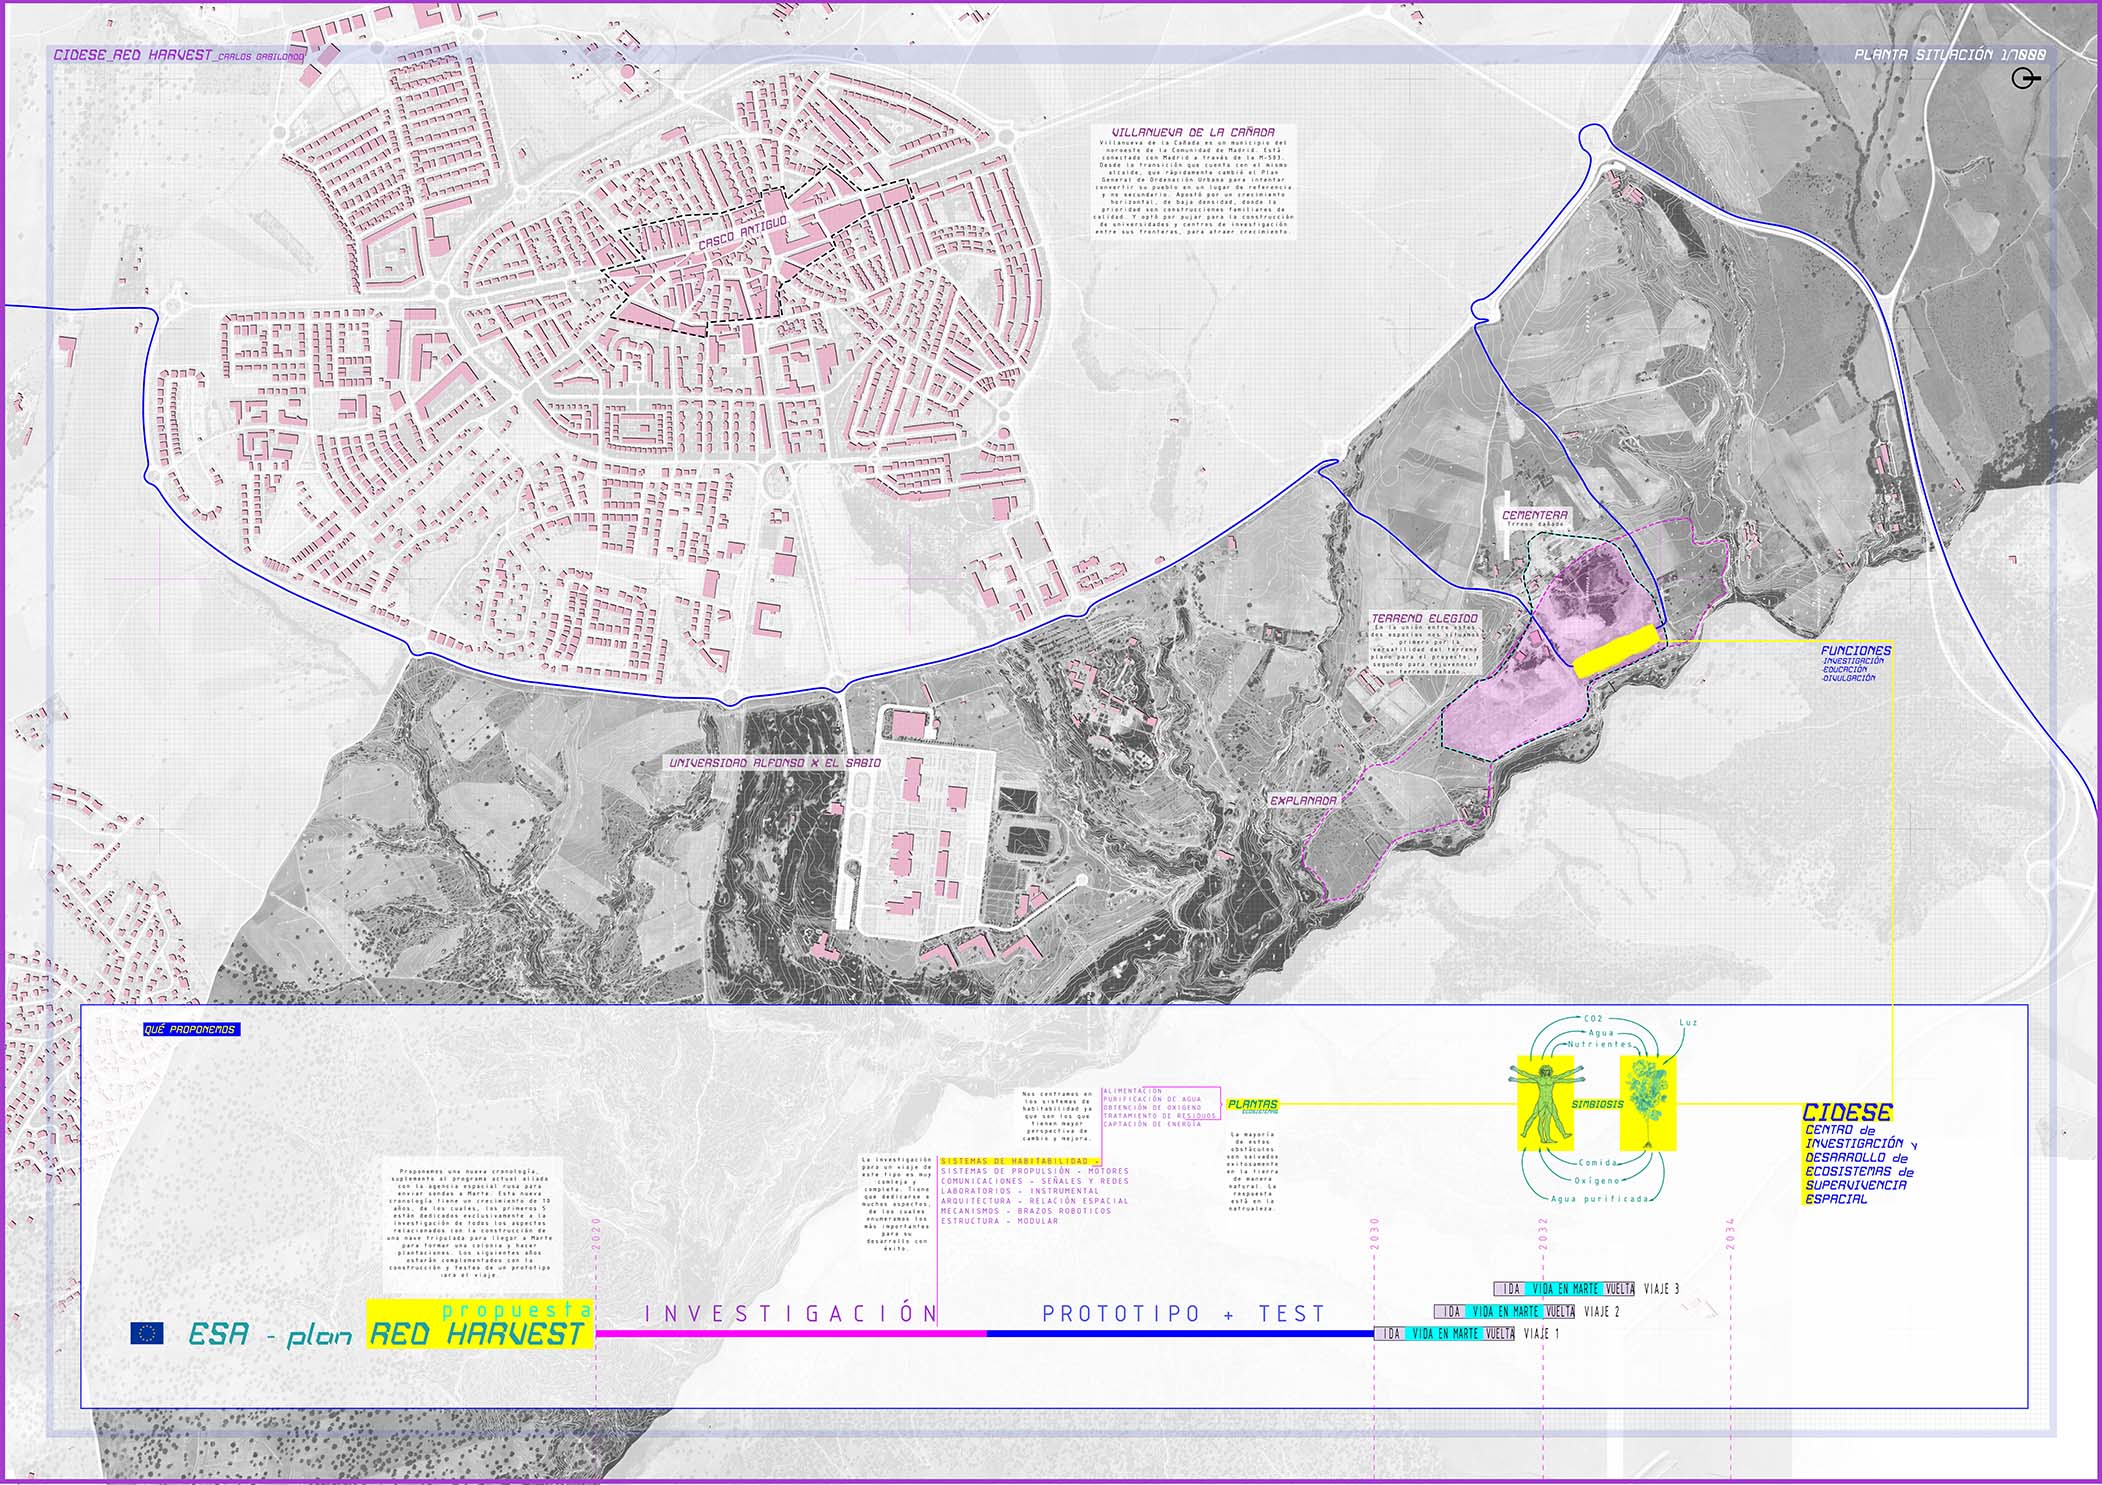 CIDESE_RED HARVEST_CARLOS GABILONDO
PLANTA SITUACIÓN 1/7000
VILLANUEVA DE LA CAÑADA
Villanueva de la Cañada es un municipio del
noroeste de la Comunidad de Madrid. Está
conectado con Madrid a través de la M-503.
Desde la transición que cuenta con el mismo
alcalde, que rápidamente cambió el Plan
General de Ordenación Urbana para intentar
convertir su pueblo en un lugar de referencia
y no secundario. Apostó por un crecimiento
horizontal, de baja densidad, donde la
prioridad son construcciones familiares de
calidad. Y optó por pujar para la construcción
de universidades y centros de investigación
entre sus fronteras, para atraer crecimiento.
CASCO ANTIGUO
CEMENTERA
Trreno dañado
TERRENO ELEGIDO
En la unión entre estos
dos espacios nos situamos,
primero por la
versatilidad del terreno
plano para el proyecto,
segundo para rejuvenecer
un terreno dañado.
FUNCIONES
-INVESTIGACIÓN
-EDUCACIÓN
-DIVULGACIÓN
UNIVERSIDAD ALFONSO X EL SABIO
EXPLANADA
QUÉ PROPONEMOS
Proponemos una nueva cronología,
suplemento al programa actual aliado
con la agencia espacial rusa para
enviar sondas a Marte. Esta nueva
cronología tiene un crecimiento de 10
años, de los cuales, los primeros 5
están dedicados exclusivamente a la
investigación de todos los aspectos
relacionados con la construcción de
una nave tripulada para llegar a Marte
para formar una colonia y hacer
plantaciones. Los siguientes años
estarán complementados con la
construcción y testeo de un prototipo
ara el viaje.
La investigación
para un viaje de
este tipo es muy
comleja y
completa. Tiene
que dedicarse a
muchos aspectos,
de los cuales
enumeramos los
más importantes
para su
desarrollo con
éxito.
SISTEMAS DE HABITABILIDAD -
SISTEMAS DE PROPULSIÓN - MOTORES
COMUNICACIONES - SEÑALES Y REDES
LABORATORIOS - INSTRUMENTAL
ARQUITECTURA - RELACIÓN ESPACIAL
MECANISMOS - BRAZOS ROBOTICOS
ESTRUCTURA - MODULAR
Nos centramos en
los sistemas de
habitabilidad ya
que son los que
tienen mayor
perspectiva de
cambio y mejora.
ALIMENTACIÓN
PURIFICACIÓN DE AGUA
OBTENCIÓN DE OXIGENO
TRATAMIENTO DE RESIDUOS
CAPTACIÓN DE ENERGÍA
PLANTAS
ECOSISTEMAS
La mayoría
de estos
obstáculos
son salvados
exitosamente
en la tierra
de manera
natural. La
respuesta
está en la
natrualeza.
CO2
Agua
Nutrientes
Luz
SIMBIOSIS
Comida
Oxígeno
Agua purificada
CIDESE
CENTRO de
INVESTIGACIÓN y
DESARROLLO de
ECOSISTEMAS de
SUPERVIVENCIA
ESPACIAL
2020
2030
2032
2034
ESA - plan
propuesta
RED HARVEST
INVESTIGACIÓN
PROTOTIPO + TEST
IDA VIDA EN MARTE VUELTA VIAJE 3
IDA VIDA EN MARTE VUELTA VIAJE 2
IDA VIDA EN MARTE VUELTA VIAJE 1